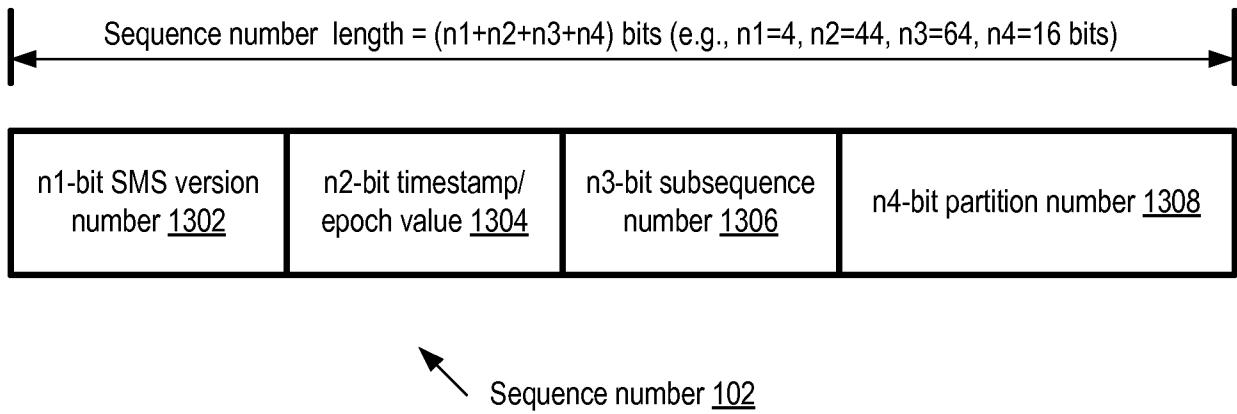 Sequence number length = (n1+n2+n3+n4) bits (e.g., n1=4, n2=44, n3=64, n4=16 bits)
n1-bit SMS version
number 1302
n2-bit timestamp/
epoch value 1304
n3-bit subsequence
number 1306
n4-bit partition number 1308
Sequence number 102